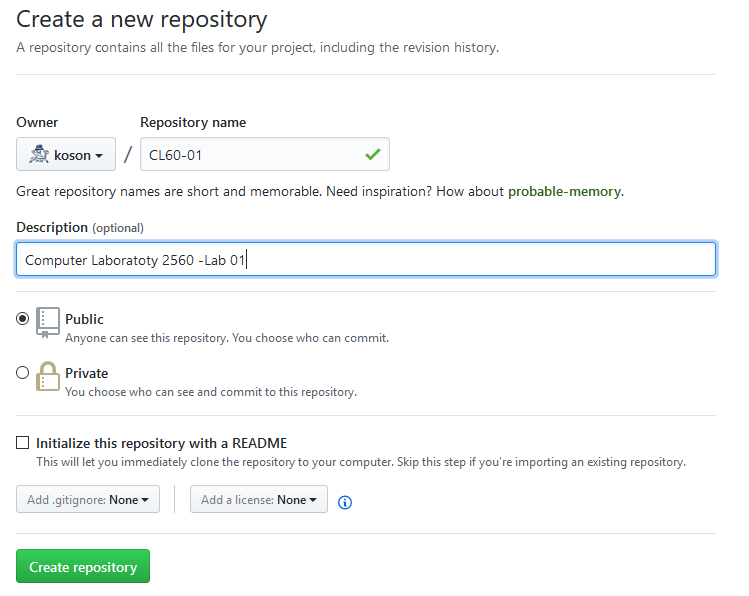 Create a new repository
A repository contains all the files for your project, including the revision history.
Owner
Repository name
koson / CL60-01
Great repository names are short and memorable. Need inspiration? How about probable-memory.
Description (optional)
Computer Laboratoty 2560 -Lab 01
Public
Anyone can see this repository. You choose who can commit.
Private
You choose who can see and commit to this repository.
Initialize this repository with a README
This will let you immediately clone the repository to your computer. Skip this step if you're importing an existing repository.
Add .gitignore: None
Add a license: None
Create repository